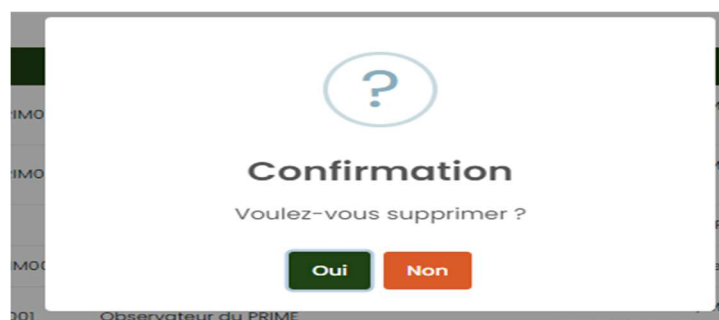 ?
Confirmation
Voulez-vous supprimer ?
Oui Non
Observateur du PRIME